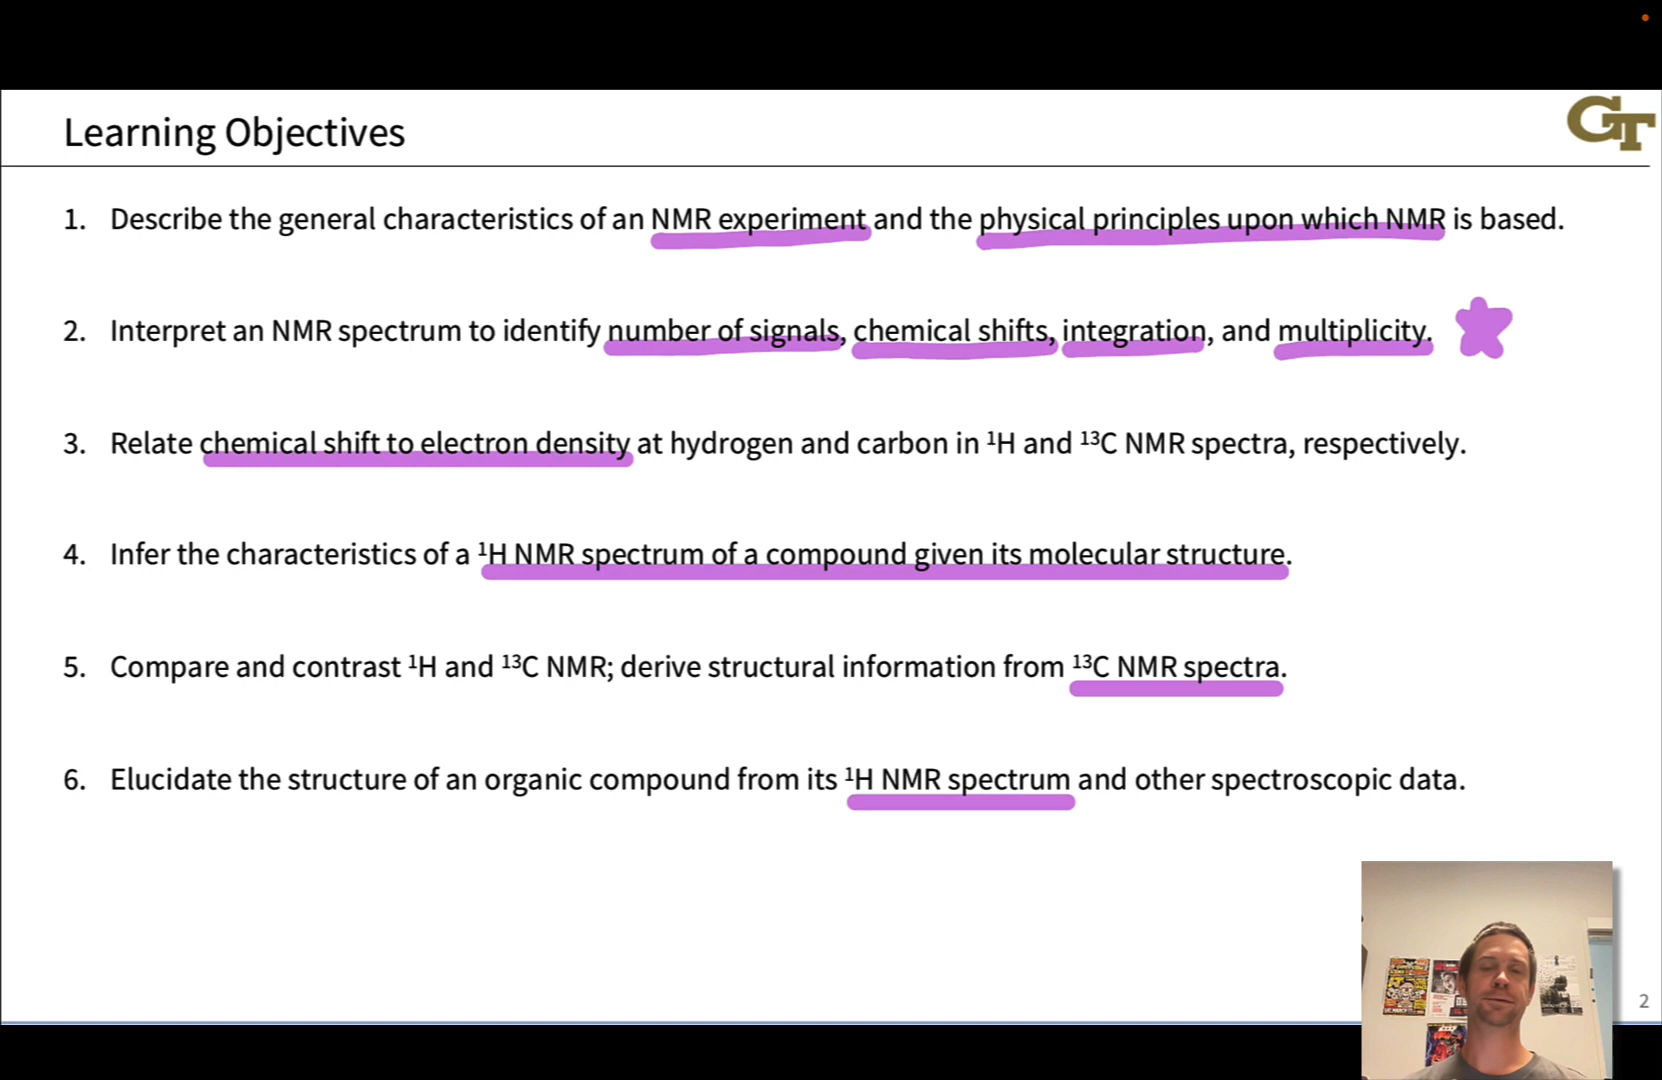 Learning Objectives
GT
1. Describe the general characteristics of an NMR experiment and the physical principles upon which NMR is based.
2. Interpret an NMR spectrum to identify number of signals, chemical shifts, integration, and multiplicity.
3. Relate chemical shift to electron density at hydrogen and carbon in ¹H and ¹³C NMR spectra, respectively.
4. Infer the characteristics of a ¹H NMR spectrum of a compound given its molecular structure.
5. Compare and contrast ¹H and ¹³C NMR; derive structural information from ¹³C NMR spectra.
6. Elucidate the structure of an organic compound from its ¹H NMR spectrum and other spectroscopic data.
2